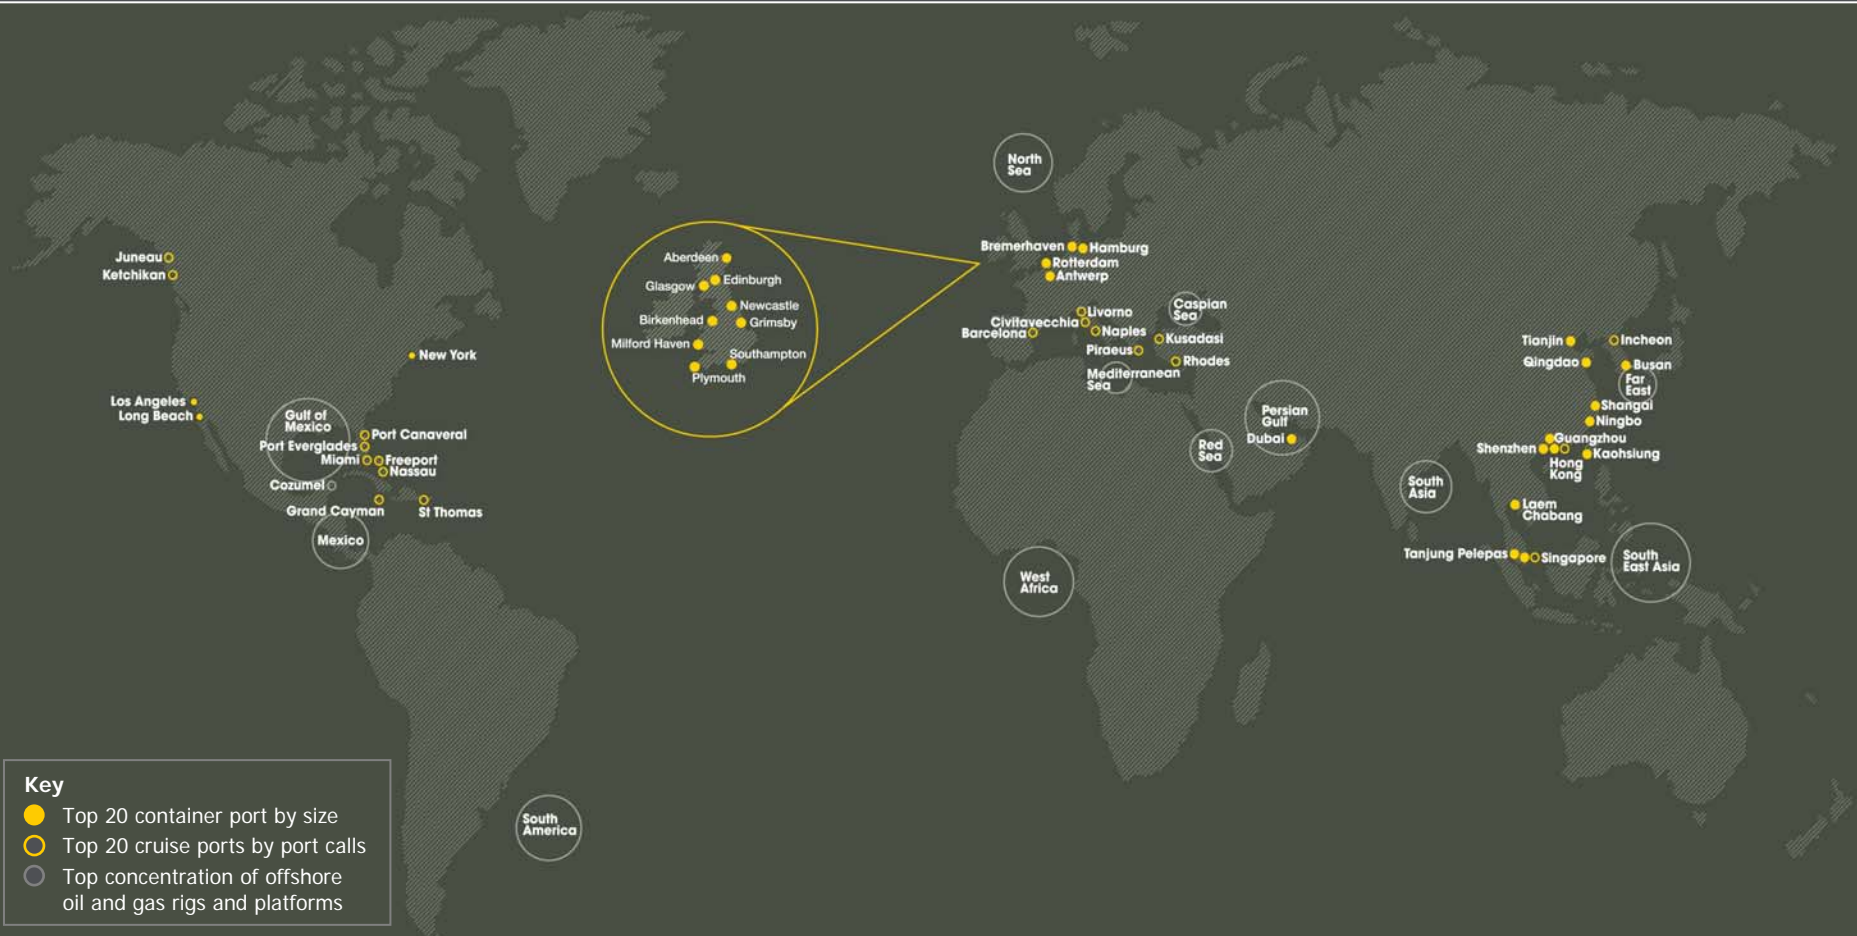 North
Sea
Juneau
Ketchikan
Aberdeen
Edinburgh
Glasgow
Newcastle
Birkenhead
Grimsby
Milford Haven
Southampton
Plymouth
Bremerhaven
Hamburg
Rotterdam
Antwerp
Caspian
Sea
Livorno
Civitavecchia
Barcelona
Naples
Kusadasi
Piraeus
Rhodes
Mediterranean
Sea
New York
Los Angeles
Long Beach
Gulf of
Mexico
Port Canaveral
Port Everglades
Miami
Freeport
Nassau
Cozumel
Grand Cayman
St Thomas
Mexico
Tianjin
Incheon
Qingdao
Busan
Far
East
Shangai
Ningbo
Guangzhou
Shenzhen
Hong
Kong
Kaohsiung
Persian
Gulf
Dubai
Red
Sea
South
Asia
Laem
Chabang
Tanjung Pelepas
Singapore
South
East Asia
West
Africa
South
America
Key
Top 20 container port by size
Top 20 cruise ports by port calls
Top concentration of offshore
oil and gas rigs and platforms